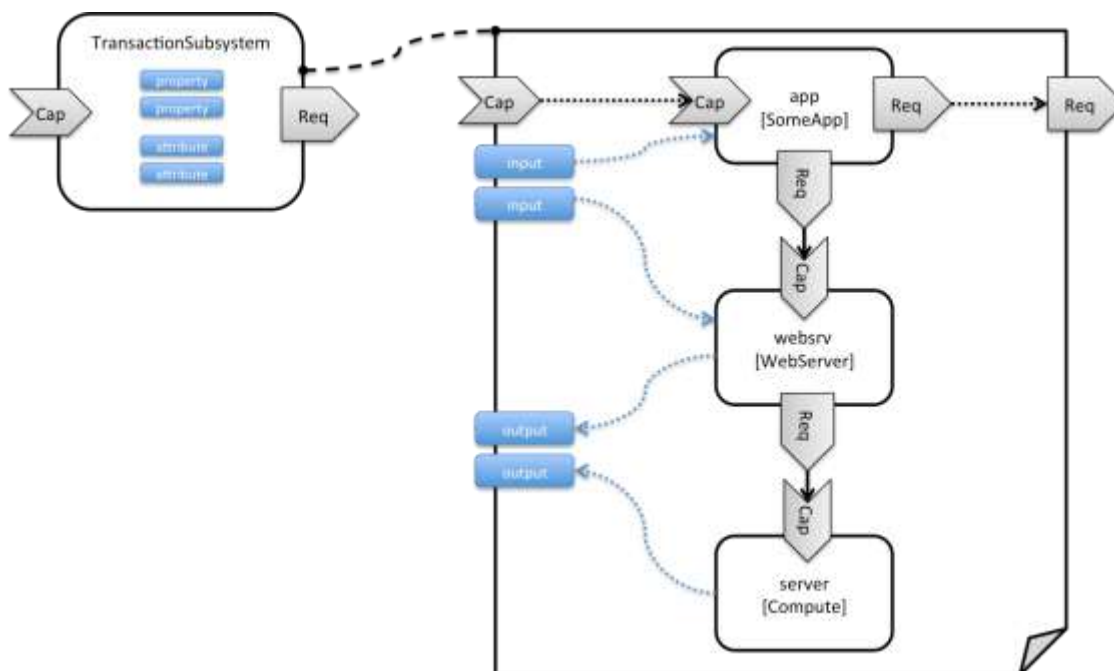 TransactionSubsystem
property
property
attribute
attribute
Cap
Req
Cap
Cap
app
[SomeApp]
Req
Req
input
input
Req
Cap
websrv
[WebServer]
Req
output
output
Cap
server
[Compute]